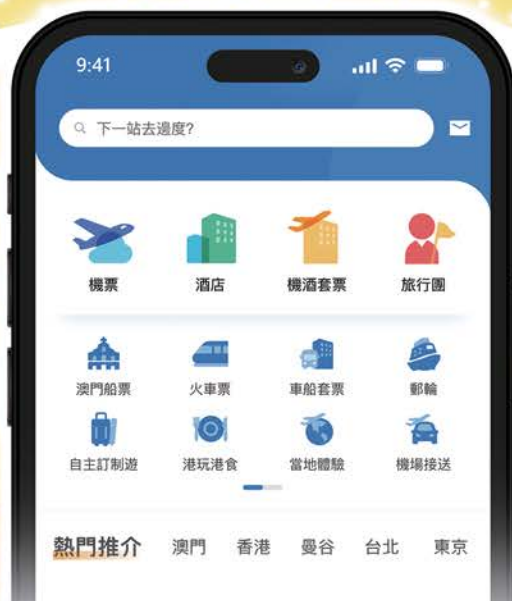 9:41
下一站去邊度?
機票 酒店 機酒套票 旅行團
澳門船票 火車票 車船套票 郵輪
自主訂制遊 港玩港食 當地體驗 機場接送
熱門推介 澳門 香港 曼谷 台北 東京